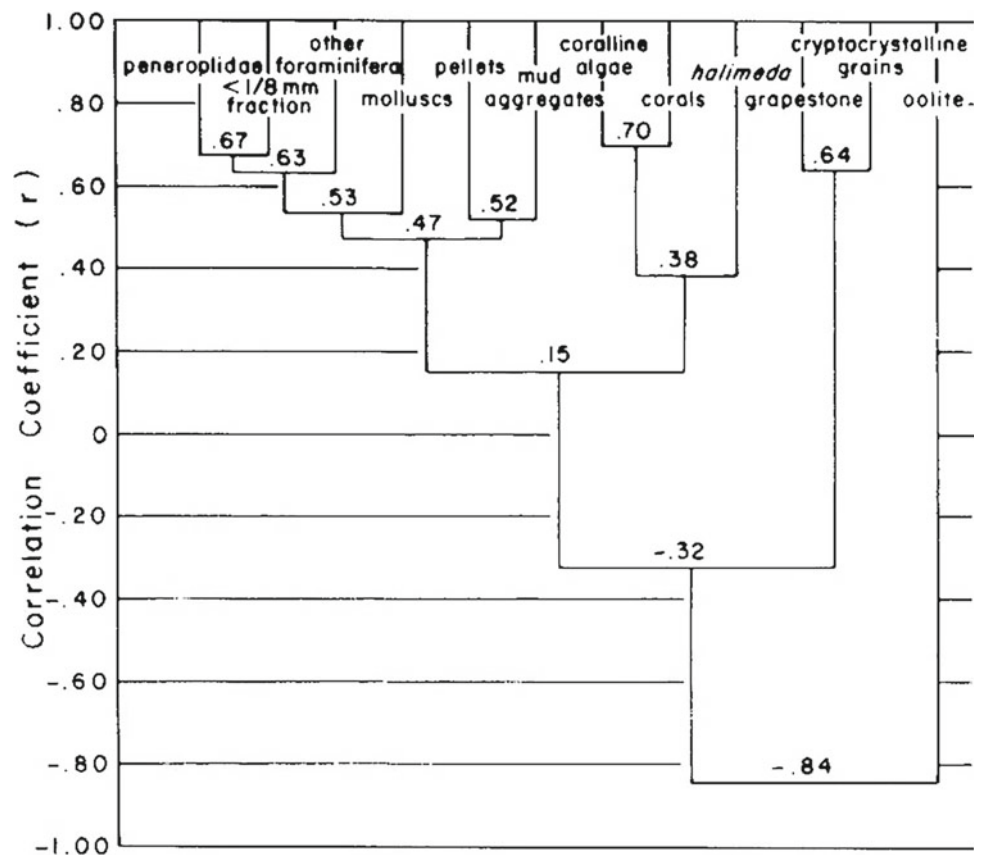 1.00
.80
.60
.40
.20
0
-.20
-.40
-.60
-.80
-1.00
Correlation Coefficient (r)
peneroplidae
<1/8 mm
fraction
other
foraminifera
molluscs
pellets
mud
aggregates
coralline
algae
corals
halimeda
grapestone
cryptocrystalline
grains
oolite
.67
.63
.53
.47
.52
.70
.38
.15
.64
-.32
-.84